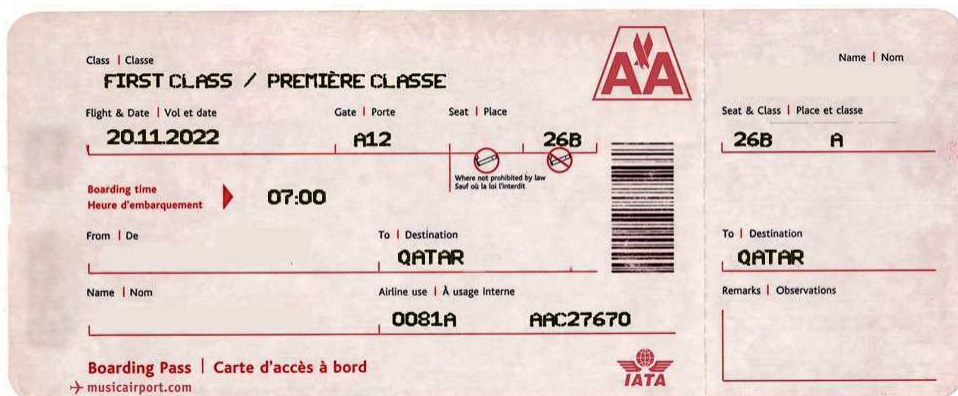 Class | Classe
FIRST CLASS / PREMIÈRE CLASSE
AA
Name | Nom
Flight & Date | Vol et date
Gate | Porte
Seat | Place
Seat & Class | Place et classe
20.11.2022
A12
26B
26B A
Where not prohibited by law
Sauf où la loi l'interdit
Boarding time
Heure d'embarquement
07:00
From | De
To | Destination
To | Destination
QATAR
QATAR
Name | Nom
Airline use | À usage interne
Remarks | Observations
0081A AAC27670
Boarding Pass | Carte d'accès à bord
IATA
musicairport.com